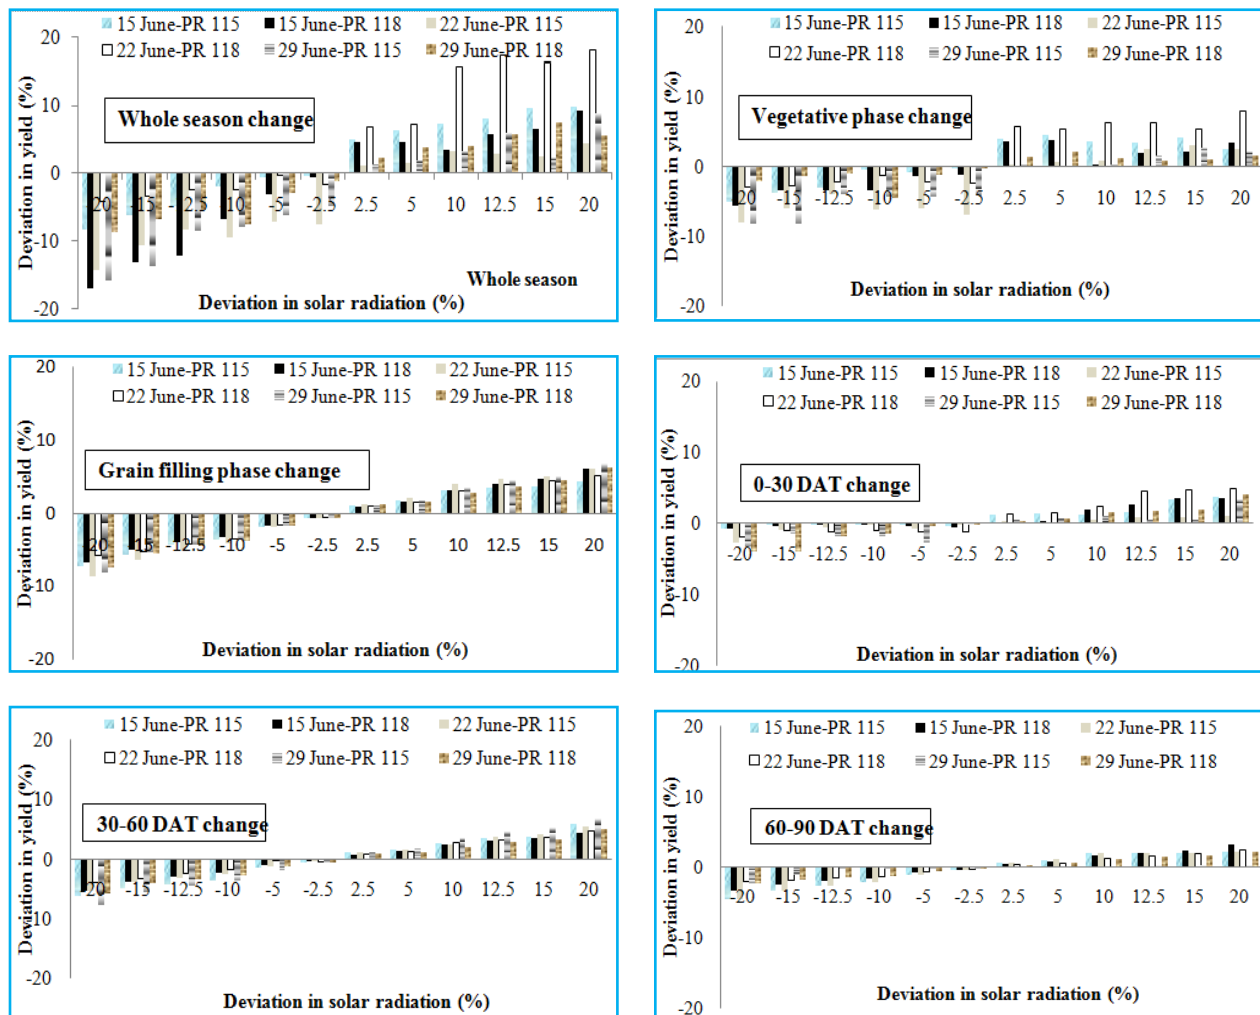 15 June-PR 115 15 June-PR 118 22 June-PR 115
22 June-PR 118 29 June-PR 115 29 June-PR 118
Whole season change
Deviation in yield (%)
20
10
0
-10
-20
-20 -15 -12.5 -10 -5 -2.5 2.5 5 10 12.5 15 20
Whole season
Deviation in solar radiation (%)
15 June-PR 115 15 June-PR 118 22 June-PR 115
22 June-PR 118 29 June-PR 115 29 June-PR 118
Vegetative phase change
Deviation in yield (%)
20
10
0
-10
-20
-20 -15 -12.5 -10 -5 -2.5 2.5 5 10 12.5 15 20
Deviation in solar radiation (%)
15 June-PR 115 15 June-PR 118 22 June-PR 115
22 June-PR 118 29 June-PR 115 29 June-PR 118
Grain filling phase change
Deviation in yield (%)
20
10
0
-10
-20
-20 -15 -12.5 -10 -5 -2.5 2.5 5 10 12.5 15 20
Deviation in solar radiation (%)
15 June-PR 115 15 June-PR 118 22 June-PR 115
22 June-PR 118 29 June-PR 115 29 June-PR 118
0-30 DAT change
Deviation in yield (%)
20
10
0
-10
-20
-20 -15 -12.5 -10 -5 -2.5 2.5 5 10 12.5 15 20
Deviation in solar radiation (%)
15 June-PR 115 15 June-PR 118 22 June-PR 115
22 June-PR 118 29 June-PR 115 29 June-PR 118
30-60 DAT change
Deviation in yield (%)
20
10
0
-10
-20
-20 -15 -12.5 -10 -5 -2.5 2.5 5 10 12.5 15 20
Deviation in solar radiation (%)
15 June-PR 115 15 June-PR 118 22 June-PR 115
22 June-PR 118 29 June-PR 115 29 June-PR 118
60-90 DAT change
Deviation in yield (%)
20
10
0
-10
-20
-20 -15 -12.5 -10 -5 -2.5 2.5 5 10 12.5 15 20
Deviation in solar radiation (%)